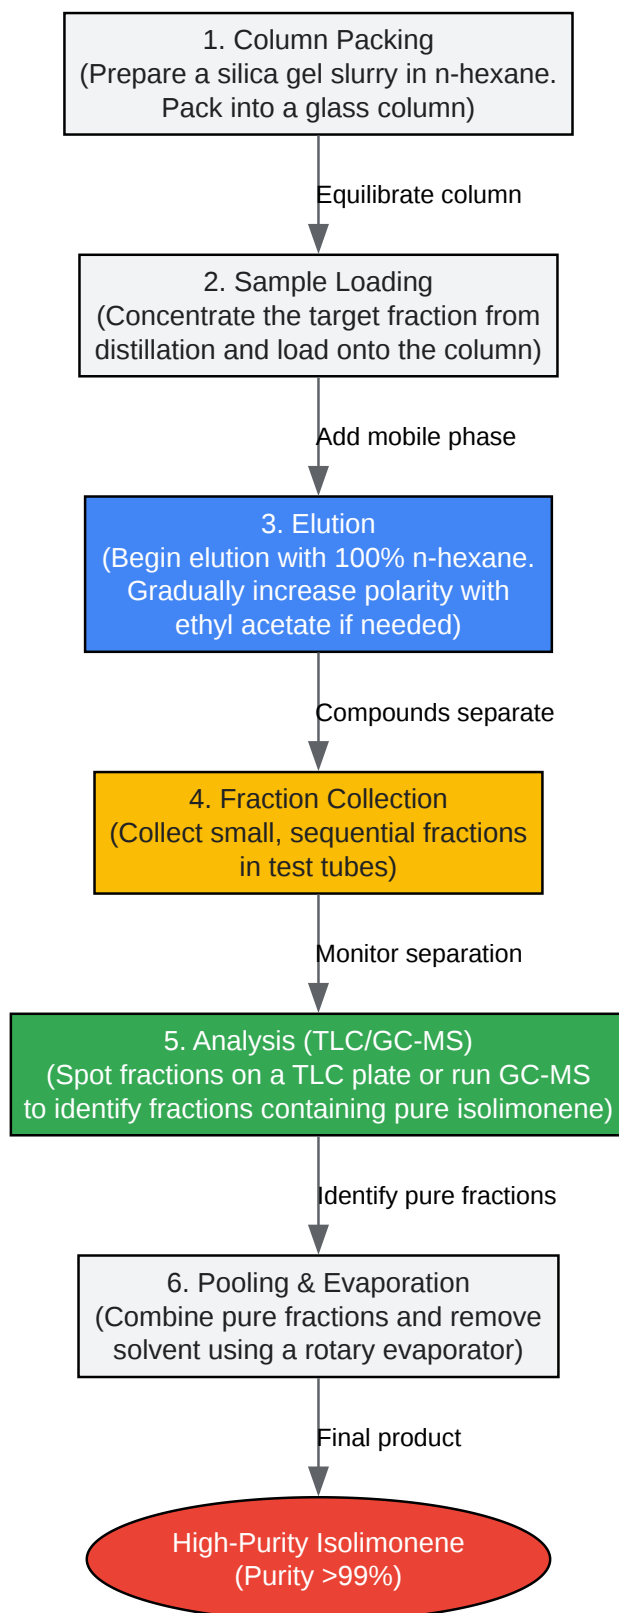 1. Column Packing
(Prepare a silica gel slurry in n-hexane.
Pack into a glass column)
Equilibrate column
2. Sample Loading
(Concentrate the target fraction from
distillation and load onto the column)
Add mobile phase
3. Elution
(Begin elution with 100% n-hexane.
Gradually increase polarity with
ethyl acetate if needed)
Compounds separate
4. Fraction Collection
(Collect small, sequential fractions
in test tubes)
Monitor separation
5. Analysis (TLC/GC-MS)
(Spot fractions on a TLC plate or run GC-MS
to identify fractions containing pure isolimonene)
Identify pure fractions
6. Pooling & Evaporation
(Combine pure fractions and remove
solvent using a rotary evaporator)
Final product
High-Purity Isolimonene
(Purity >99%)